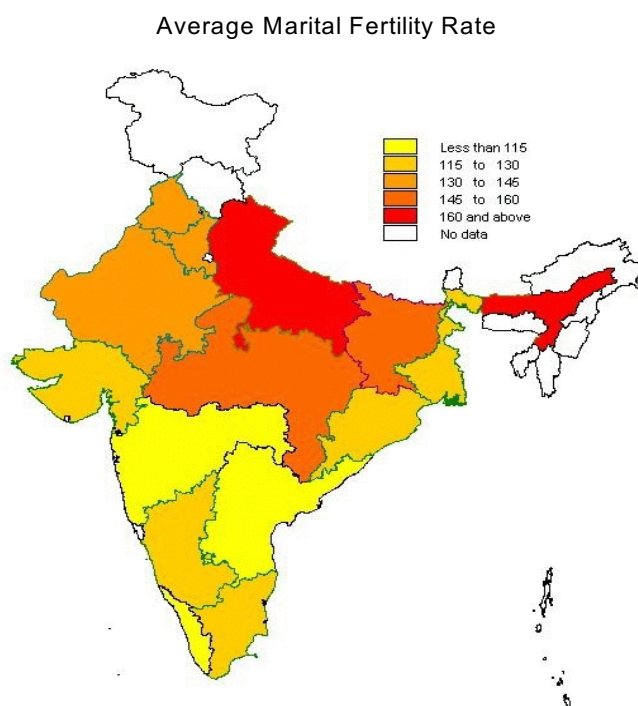 Average Marital Fertility Rate
Less than 115
115 to 130
130 to 145
145 to 160
160 and above
No data